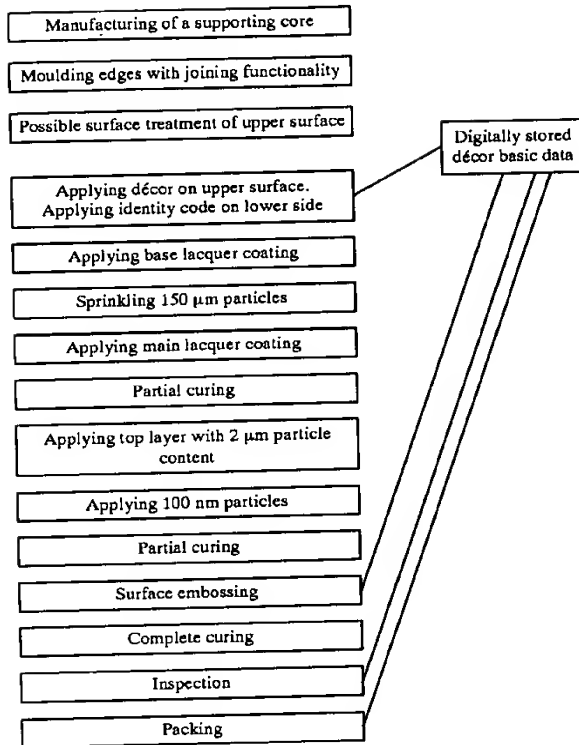 Manufacturing of a supporting core
Moulding edges with joining functionality
Possible surface treatment of upper surface
Digitally stored
décor basic data
Applying décor on upper surface.
Applying identity code on lower side
Applying base lacquer coating
Sprinkling 150 µm particles
Applying main lacquer coating
Partial curing
Applying top layer with 2 µm particle
content
Applying 100 nm particles
Partial curing
Surface embossing
Complete curing
Inspection
Packing